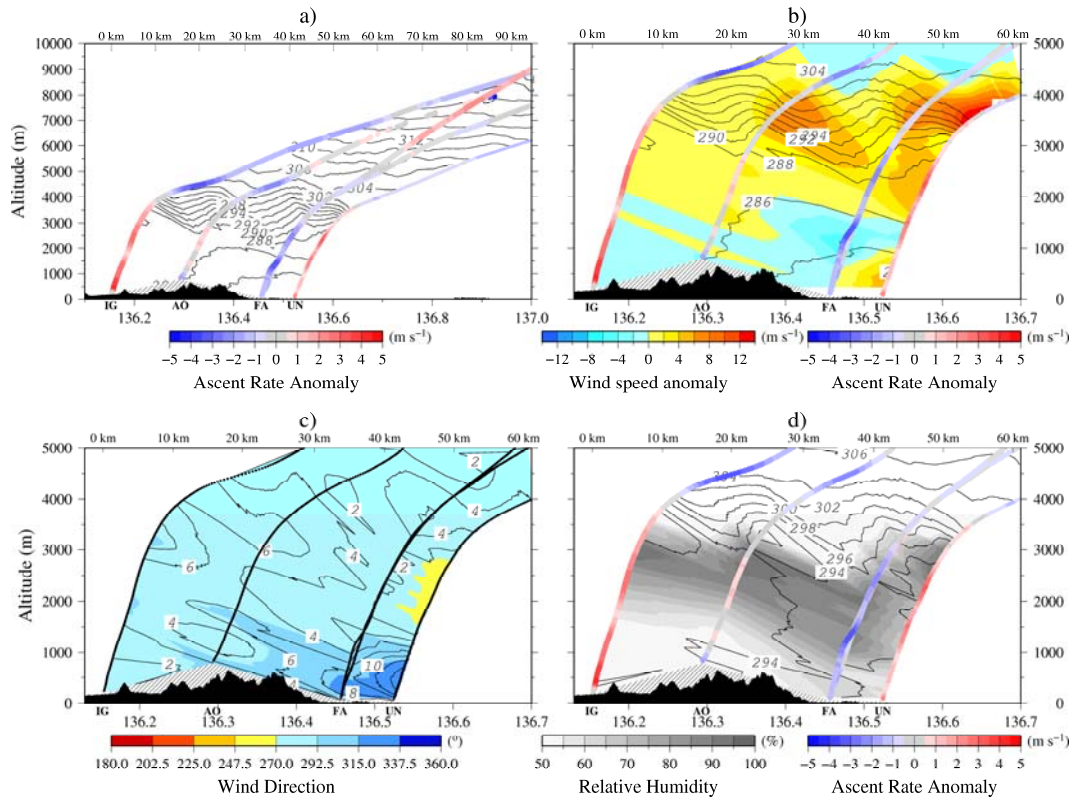 a)
0 km 10 km 20 km 30 km 40 km 50 km 60 km 70 km 80 km 90 km
10000
9000
8000
7000
6000
5000
4000
3000
2000
1000
0
Altitude (m)
310
304
302
294
292
290
288
IG AO FA UN
136.2 136.4 136.6 136.8 137.0
−5 −4 −3 −2 −1 0 1 2 3 4 5 (m s⁻¹)
Ascent Rate Anomaly
b)
0 km 10 km 20 km 30 km 40 km 50 km 60 km
5000
4000
3000
2000
1000
0
304
290
294
292
288
286
IG AO FA UN
136.2 136.3 136.4 136.5 136.6 136.7
−12 −8 −4 0 4 8 12 (m s⁻¹)
Wind speed anomaly
−5 −4 −3 −2 −1 0 1 2 3 4 5 (m s⁻¹)
Ascent Rate Anomaly
c)
0 km 10 km 20 km 30 km 40 km 50 km 60 km
5000
4000
3000
2000
1000
0
Altitude (m)
2
2
4
4
6
6
4
2
4
4
2
6
10
8
IG AO FA UN
136.2 136.3 136.4 136.5 136.6 136.7
180.0 202.5 225.0 247.5 270.0 292.5 315.0 337.5 360.0 (º)
Wind Direction
d)
0 km 10 km 20 km 30 km 40 km 50 km 60 km
5000
4000
3000
2000
1000
0
306
304
300
302
298
296
294
294
IG AO FA UN
136.2 136.3 136.4 136.5 136.6 136.7
50 60 70 80 90 100 (%)
Relative Humidity
−5 −4 −3 −2 −1 0 1 2 3 4 5 (m s⁻¹)
Ascent Rate Anomaly